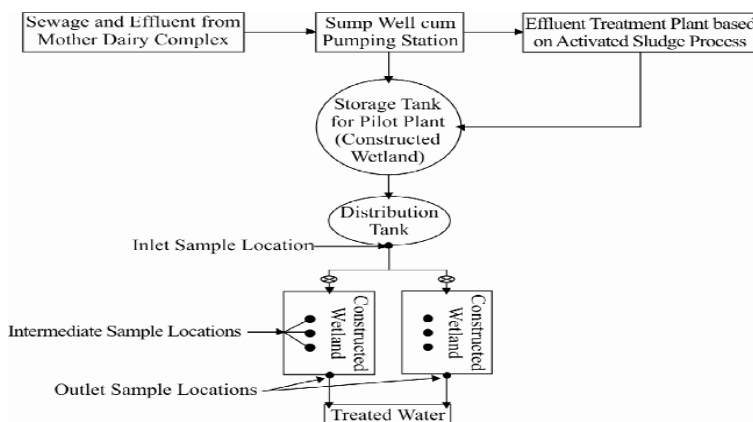 Sewage and Effluent from
Mother Dairy Complex
Sump Well cum
Pumping Station
Effluent Treatment Plant based
on Activated Sludge Process
Storage Tank
for Pilot Plant
(Constructed
Wetland)
Distribution
Tank
Inlet Sample Location
Constructed
Wetland
Constructed
Wetland
Intermediate Sample Locations
Outlet Sample Locations
Treated Water